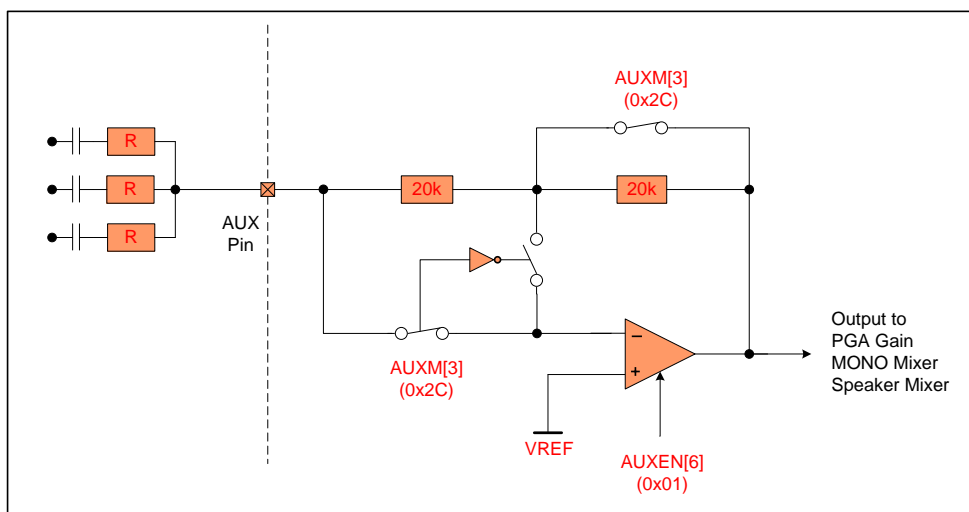 AUXM[3]
(0x2C)
R
R
R
20k
20k
AUX
Pin
AUXM[3]
(0x2C)
−
+
VREF
AUXEN[6]
(0x01)
Output to
PGA Gain
MONO Mixer
Speaker Mixer